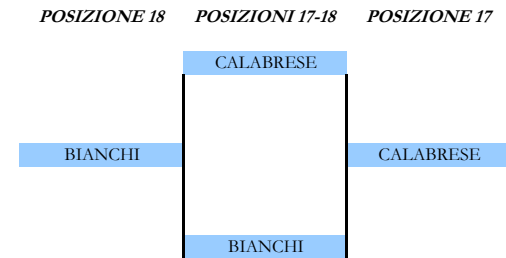 POSIZIONE 18 POSIZIONI 17-18 POSIZIONE 17
CALABRESE
BIANCHI CALABRESE
BIANCHI